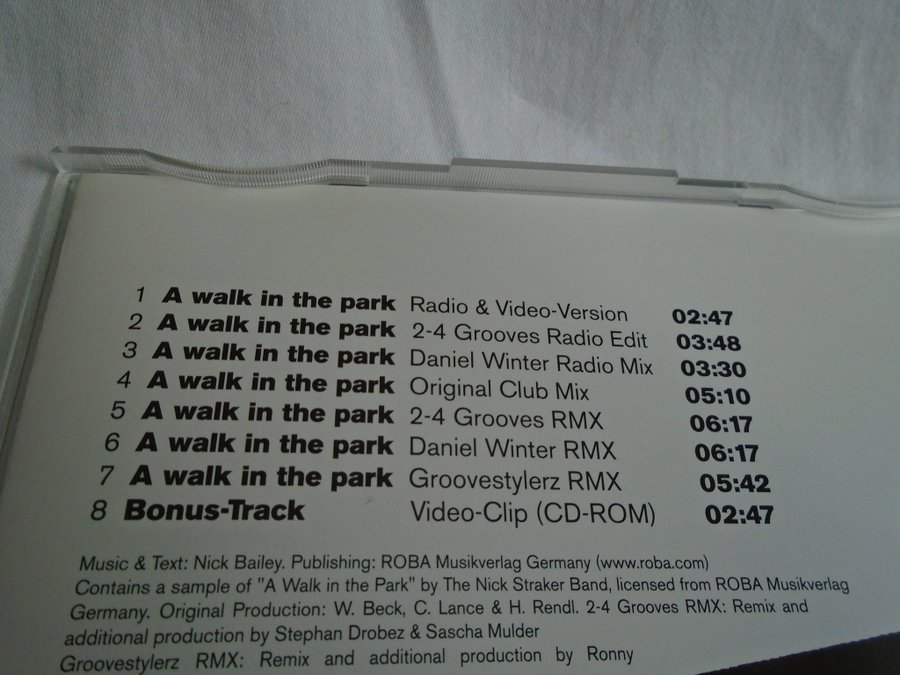 1 A walk in the park Radio & Video-Version 02:47
2 A walk in the park 2-4 Grooves Radio Edit 03:48
3 A walk in the park Daniel Winter Radio Mix 03:30
4 A walk in the park Original Club Mix 05:10
5 A walk in the park 2-4 Grooves RMX 06:17
6 A walk in the park Daniel Winter RMX 06:17
7 A walk in the park Groovestylerz RMX 05:42
8 Bonus-Track Video-Clip (CD-ROM) 02:47
Music & Text: Nick Bailey. Publishing: ROBA Musikverlag Germany (www.roba.com)
Contains a sample of "A Walk in the Park" by The Nick Straker Band, licensed from ROBA Musikverlag
Germany. Original Production: W. Beck, C. Lance & H. Rendl. 2-4 Grooves RMX: Remix and
additional production by Stephan Drobez & Sascha Mulder
Groovestylerz RMX: Remix and additional production by Ronny